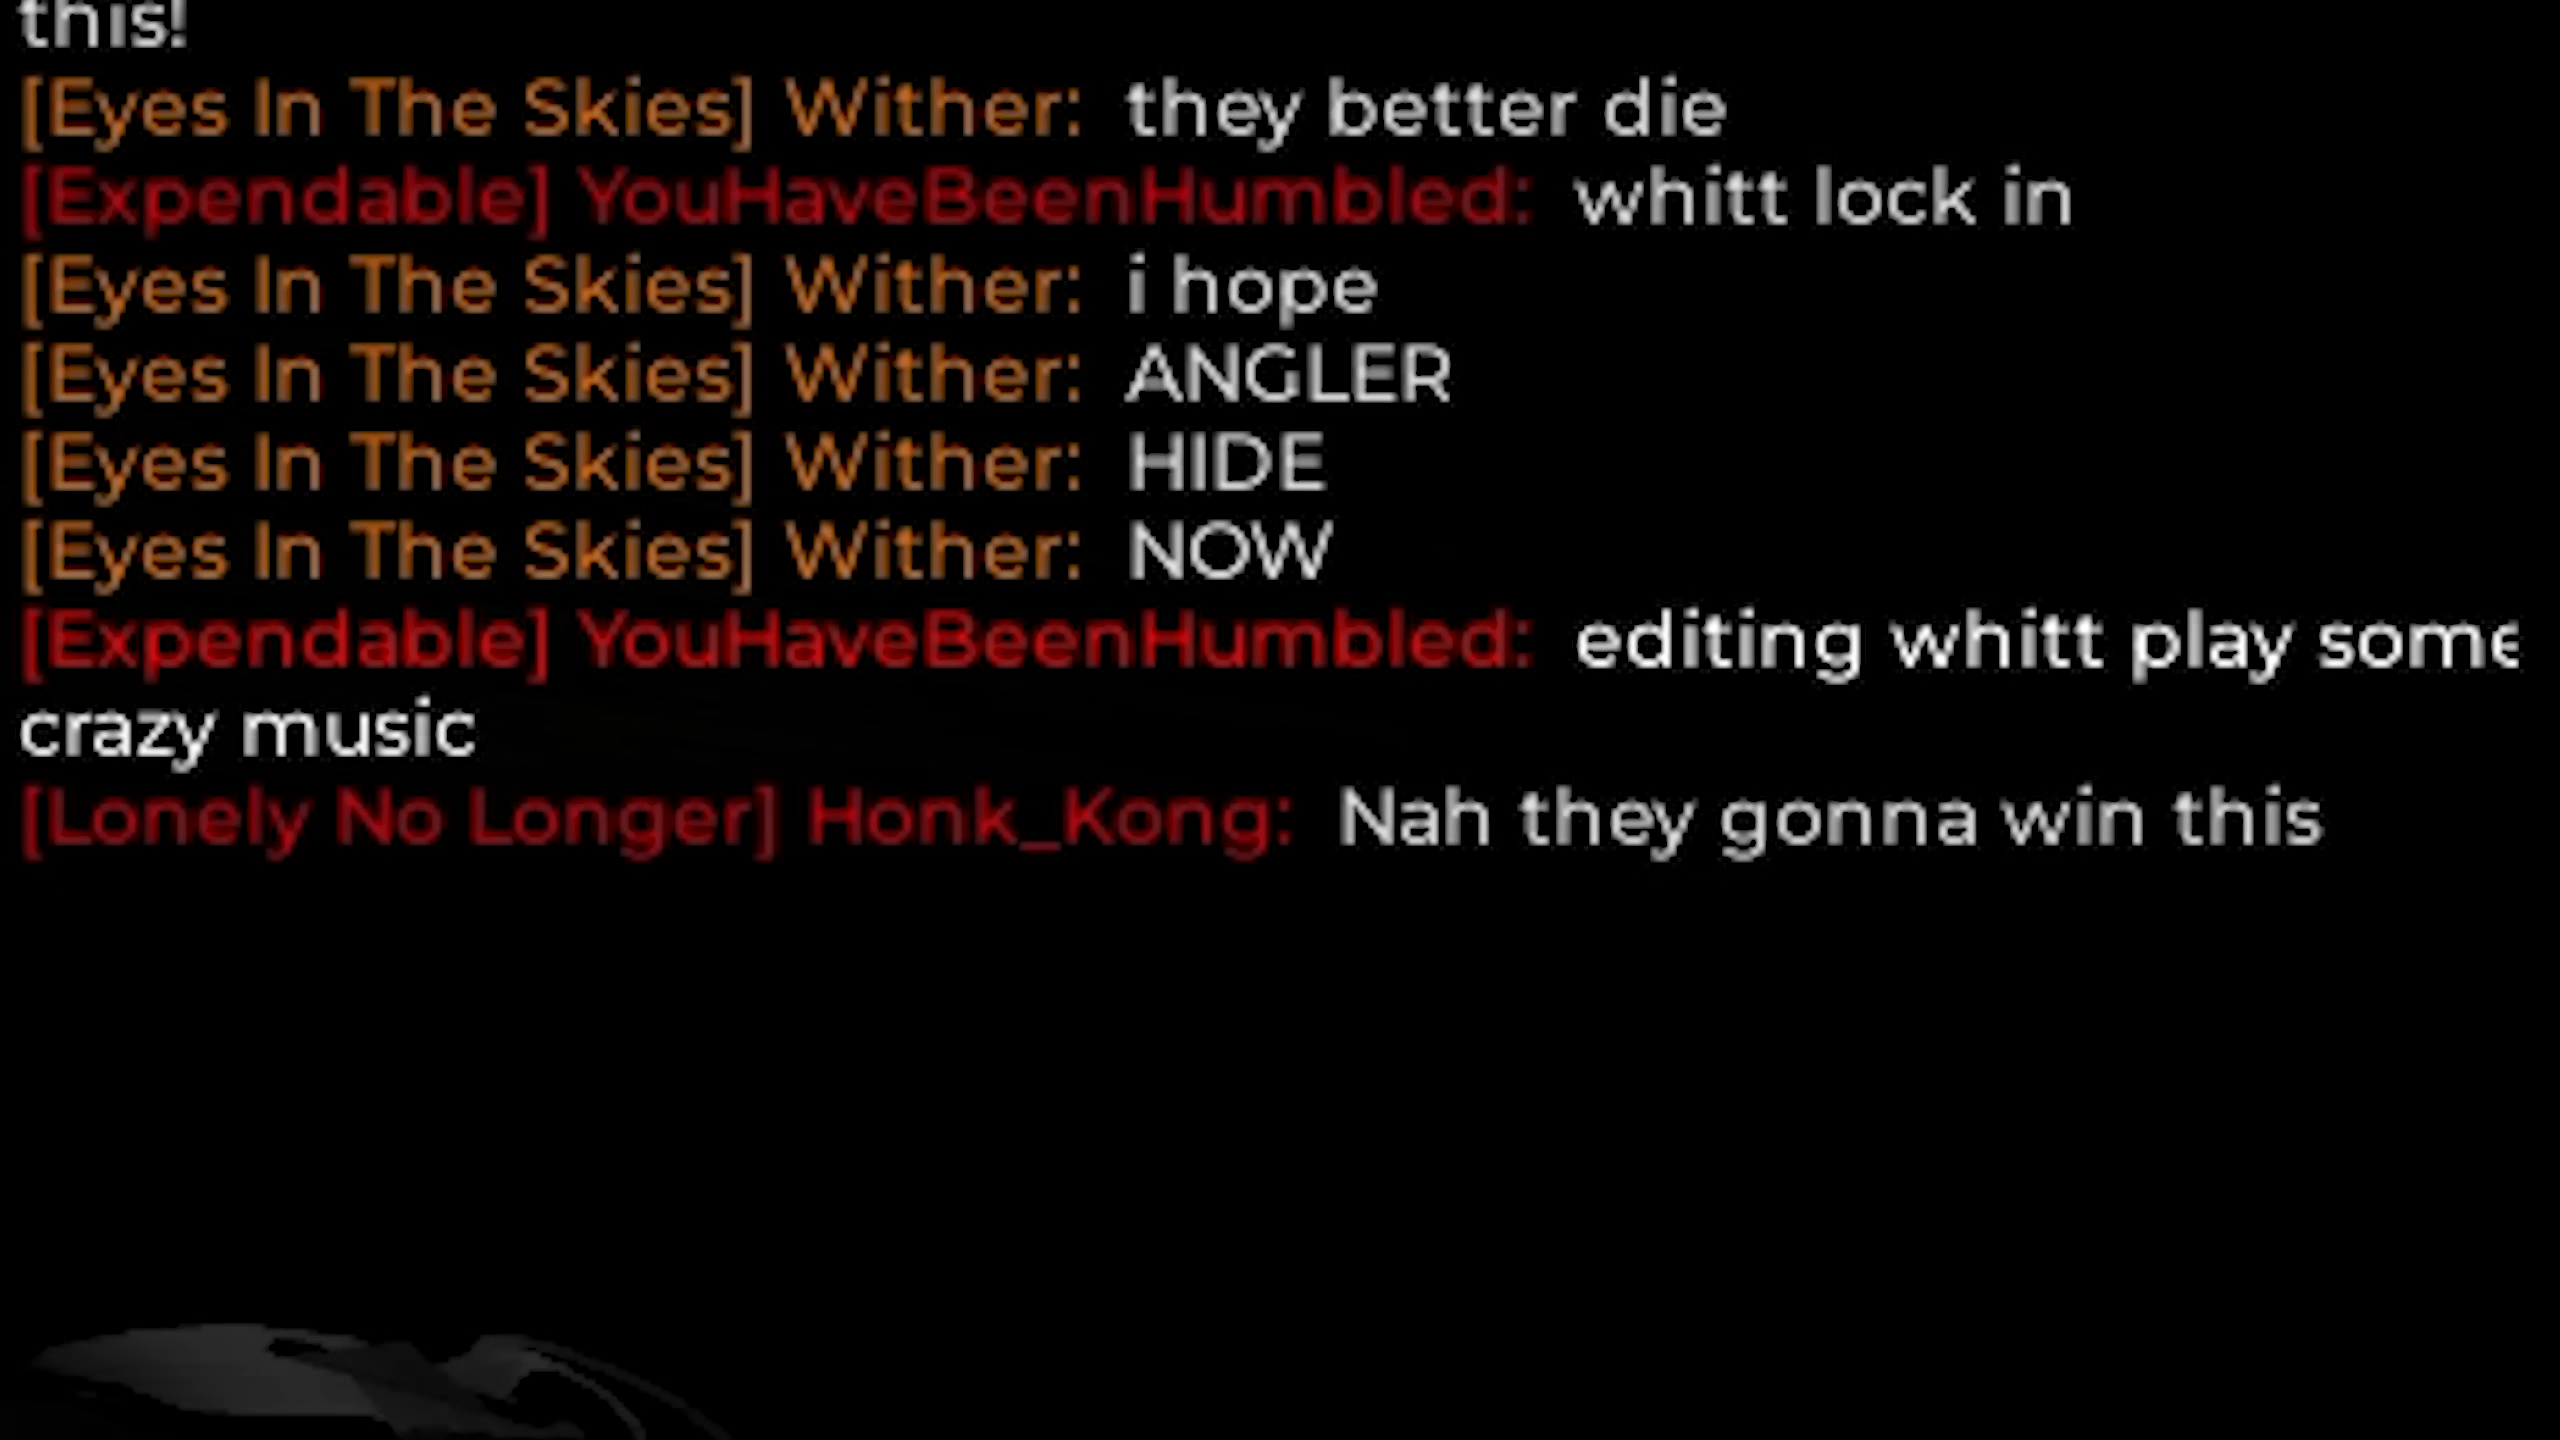 this!
[Eyes In The Skies] Wither: they better die
[Expendable] YouHaveBeenHumbled: whitt lock in
[Eyes In The Skies] Wither: i hope
[Eyes In The Skies] Wither: ANGLER
[Eyes In The Skies] Wither: HIDE
[Eyes In The Skies] Wither: NOW
[Expendable] YouHaveBeenHumbled: editing whitt play some
crazy music
[Lonely No Longer] Honk_Kong: Nah they gonna win this